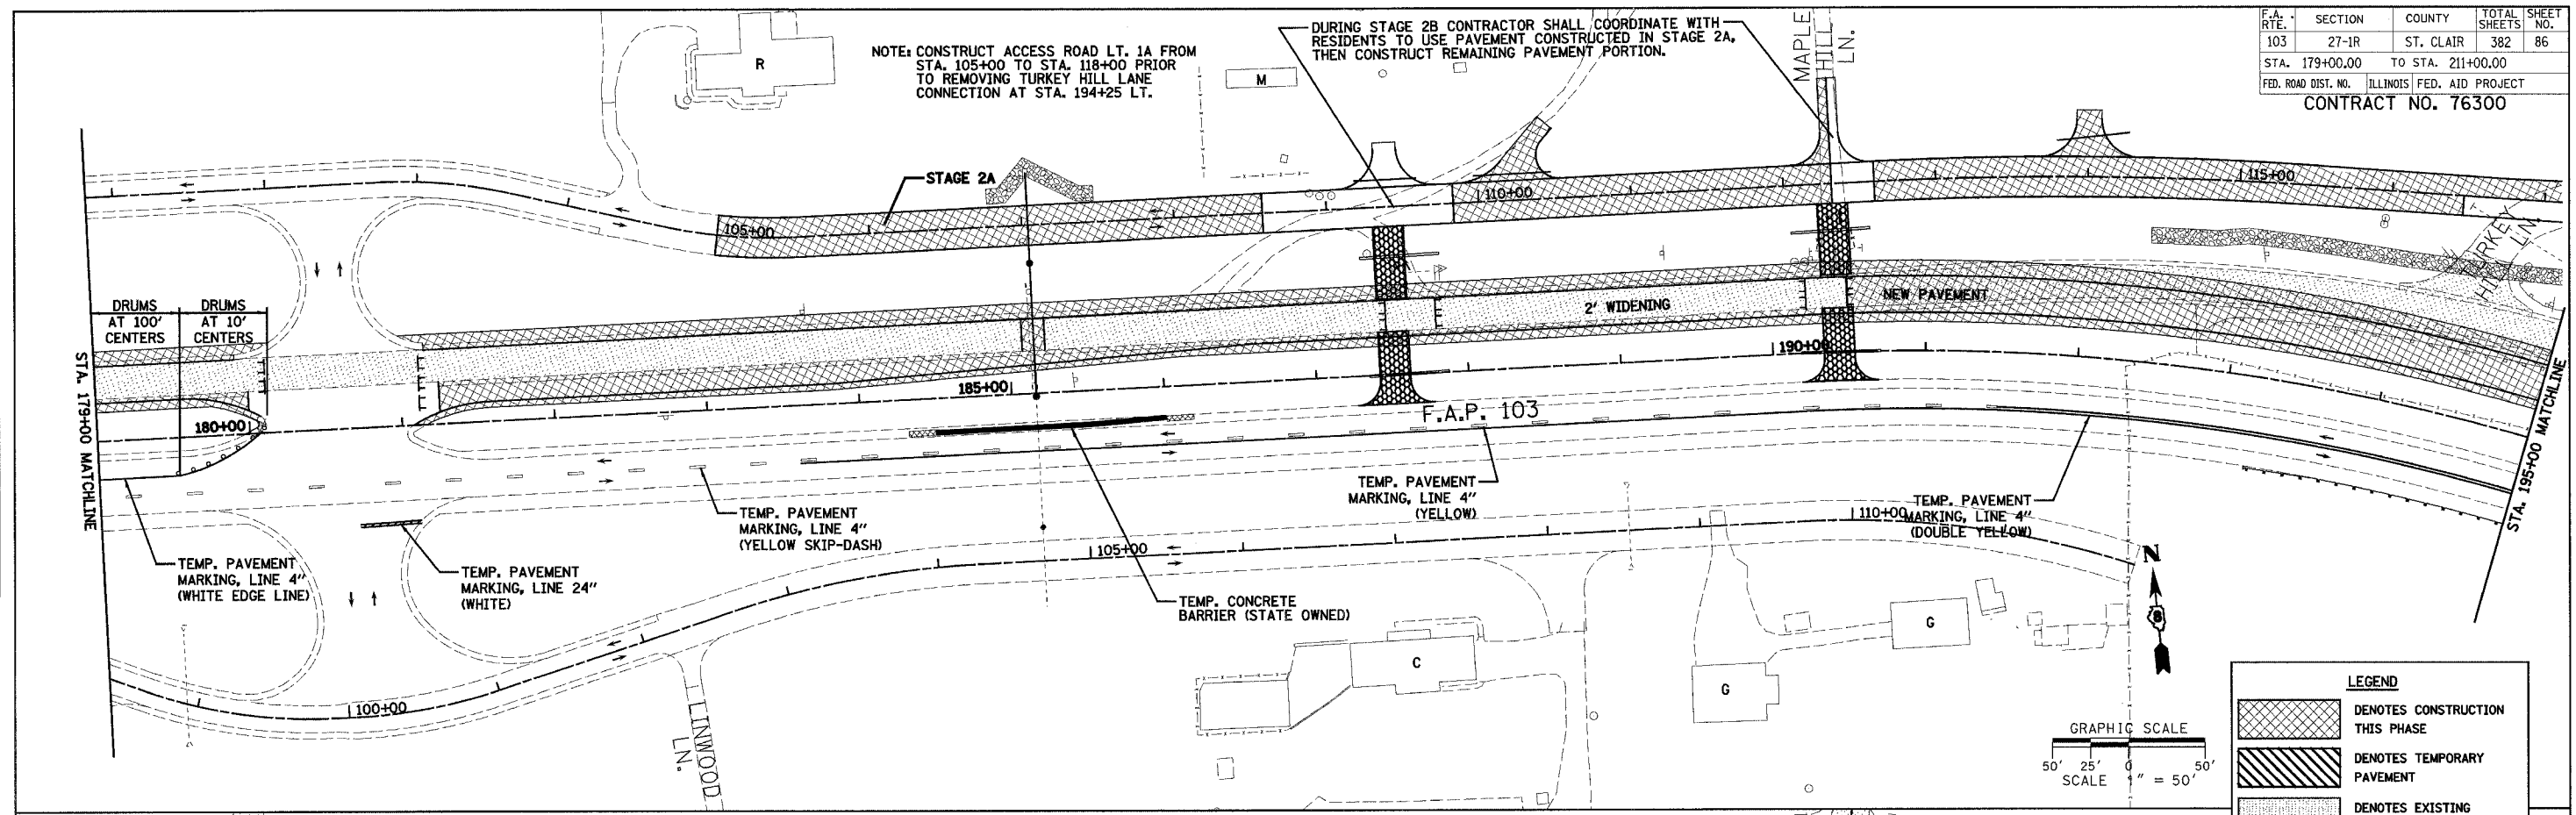 F.A. RTE. SECTION COUNTY TOTAL SHEETS SHEET NO.
103 27-1R ST. CLAIR 382 86
STA. 179+00.00 TO STA. 211+00.00
FED. ROAD DIST. NO. ILLINOIS FED. AID PROJECT
CONTRACT NO. 76300
NOTE: CONSTRUCT ACCESS ROAD LT. 1A FROM
STA. 105+00 TO STA. 118+00 PRIOR
TO REMOVING TURKEY HILL LANE
CONNECTION AT STA. 194+25 LT.
DURING STAGE 2B CONTRACTOR SHALL COORDINATE WITH
RESIDENTS TO USE PAVEMENT CONSTRUCTED IN STAGE 2A,
THEN CONSTRUCT REMAINING PAVEMENT PORTION.
MAPLE
HILL
LN.
R
M
STAGE 2A
105+00
110+00
115+00
TURKEY
HILL
LN.
DRUMS
AT 100'
CENTERS
DRUMS
AT 10'
CENTERS
2' WIDENING
NEW PAVEMENT
STA. 179+00 MATCHLINE
180+00
185+00
190+00
F.A.P. 103
STA. 195+00 MATCHLINE
TEMP. PAVEMENT
MARKING, LINE 4"
(WHITE EDGE LINE)
TEMP. PAVEMENT
MARKING, LINE 24"
(WHITE)
TEMP. PAVEMENT
MARKING, LINE 4"
(YELLOW SKIP-DASH)
TEMP. CONCRETE
BARRIER (STATE OWNED)
TEMP. PAVEMENT
MARKING, LINE 4"
(YELLOW)
TEMP. PAVEMENT
MARKING, LINE 4"
(DOUBLE YELLOW)
100+00
105+00
110+00
LINWOOD
LN.
C
G
G
N
GRAPHIC SCALE
50' 25' 0 50'
SCALE 1" = 50'
LEGEND
DENOTES CONSTRUCTION
THIS PHASE
DENOTES TEMPORARY
PAVEMENT
DENOTES EXISTING